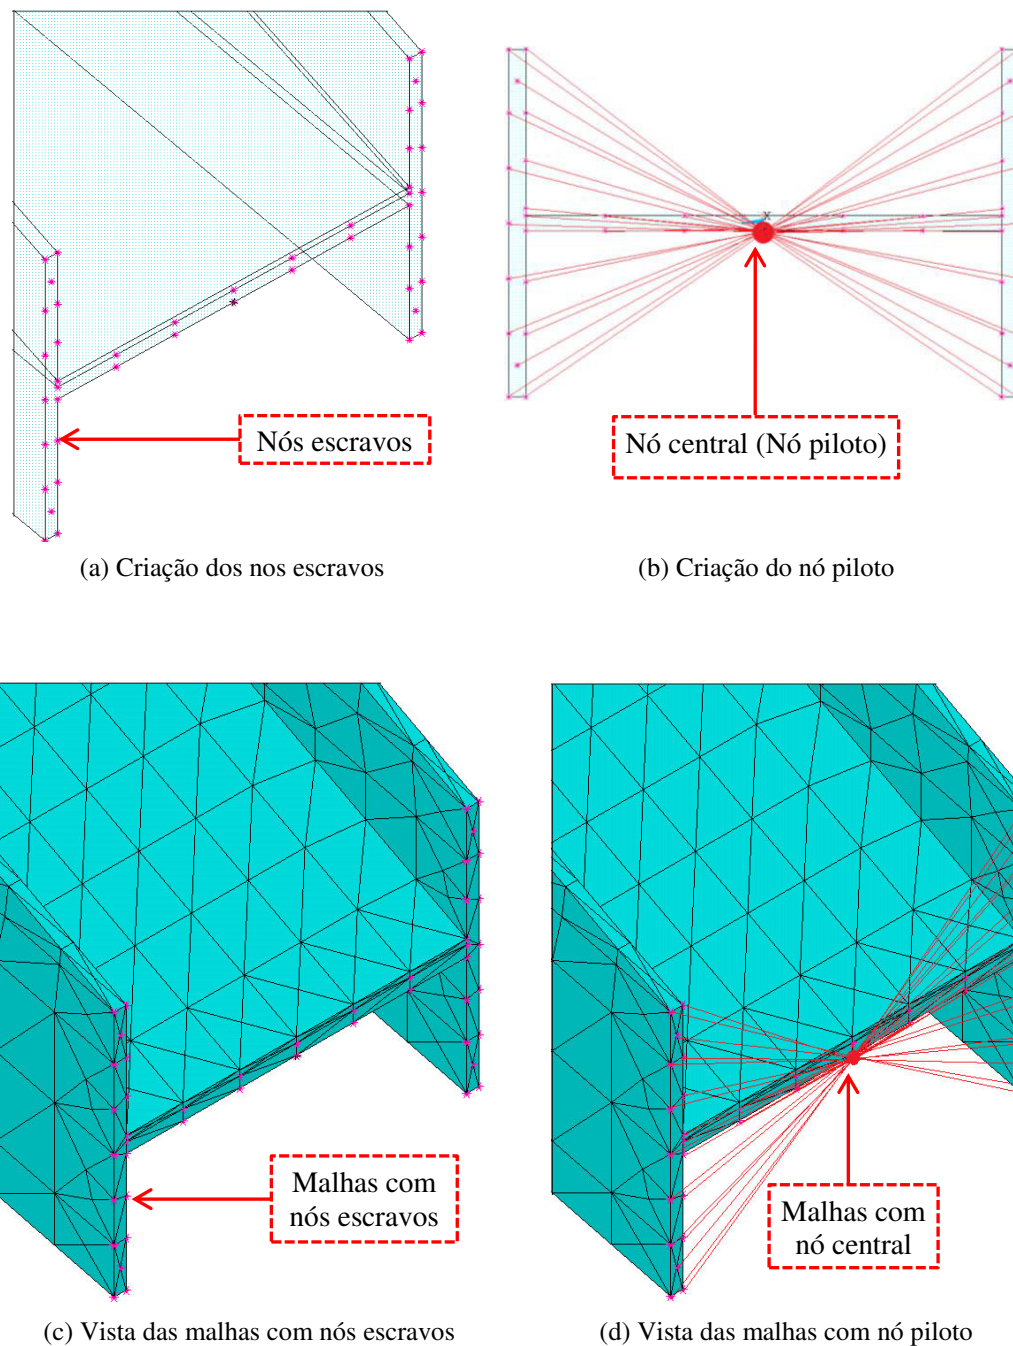 Nós escravos
Nó central (Nó piloto)
X
(a) Criação dos nos escravos
(b) Criação do nó piloto
Malhas com
nós escravos
Malhas com
nó central
(c) Vista das malhas com nós escravos
(d) Vista das malhas com nó piloto